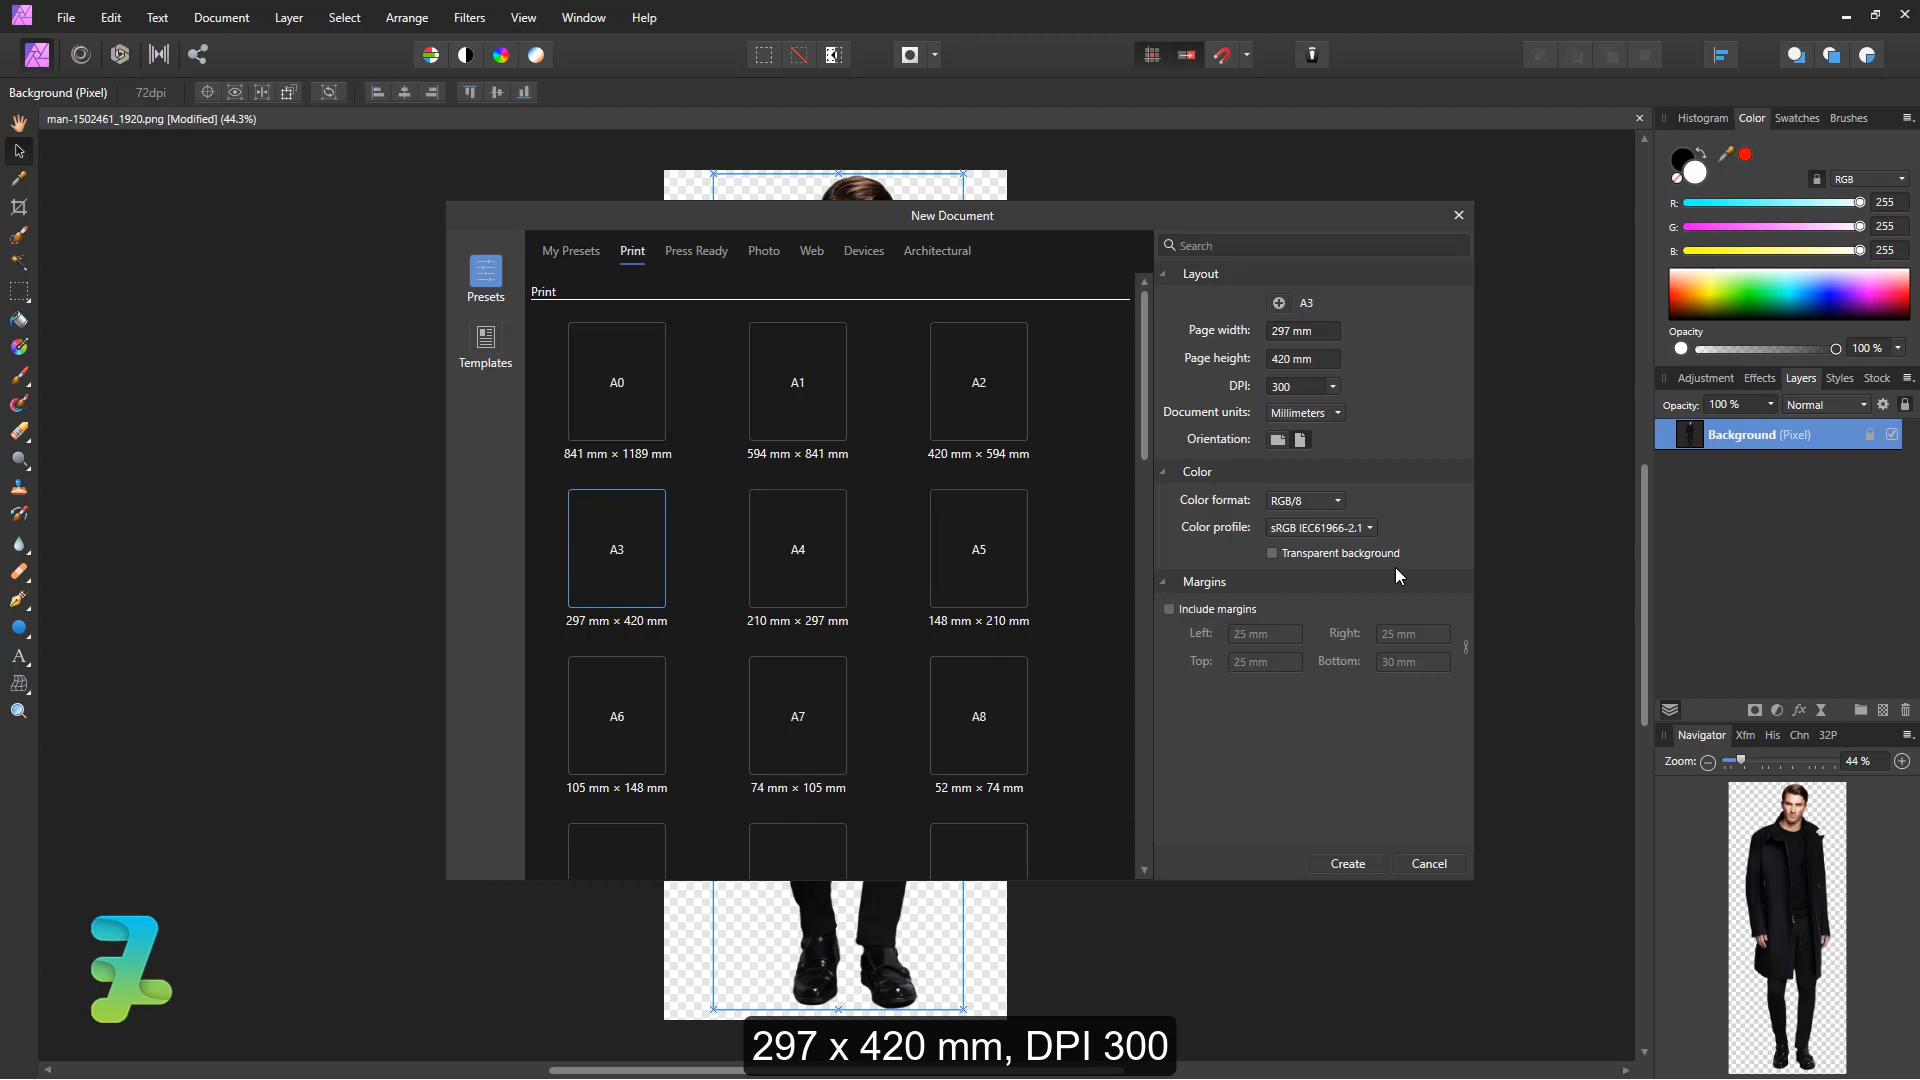 File Edit Text Document Layer Select Arrange Filters View Window Help
Background (Pixel) 72dpi
man-1502461_1920.png [Modified] (44.3%)
New Document
Presets
Templates
My Presets Print Press Ready Photo Web Devices Architectural
Print
A0 A1 A2
841 mm × 1189 mm 594 mm × 841 mm 420 mm × 594 mm
A3 A4 A5
297 mm × 420 mm 210 mm × 297 mm 148 mm × 210 mm
A6 A7 A8
105 mm × 148 mm 74 mm × 105 mm 52 mm × 74 mm
Search
Layout
A3
Page width: 297 mm
Page height: 420 mm
DPI: 300
Document units: Millimeters
Orientation:
Color
Color format: RGB/8
Color profile: sRGB IEC61966-2.1
Transparent background
Margins
Include margins
Left: 25 mm Right: 25 mm
Top: 25 mm Bottom: 30 mm
Create Cancel
Histogram Color Swatches Brushes
RGB
R: 255
G: 255
B: 255
Opacity
100 %
Adjustment Effects Layers Styles Stock
Opacity: 100 % Normal
Background (Pixel)
fx
Navigator Xfm His Chn 32P
Zoom: 44 %
A
297 x 420 mm, DPI 300